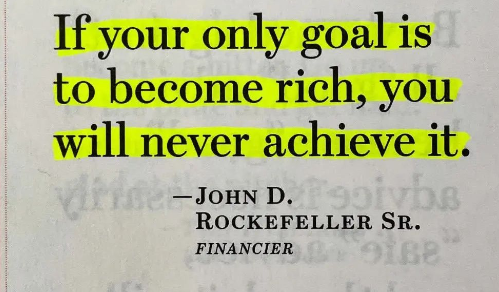 If your only goal is
to become rich, you
will never achieve it.
—JOHN D.
ROCKEFELLER SR.
FINANCIER